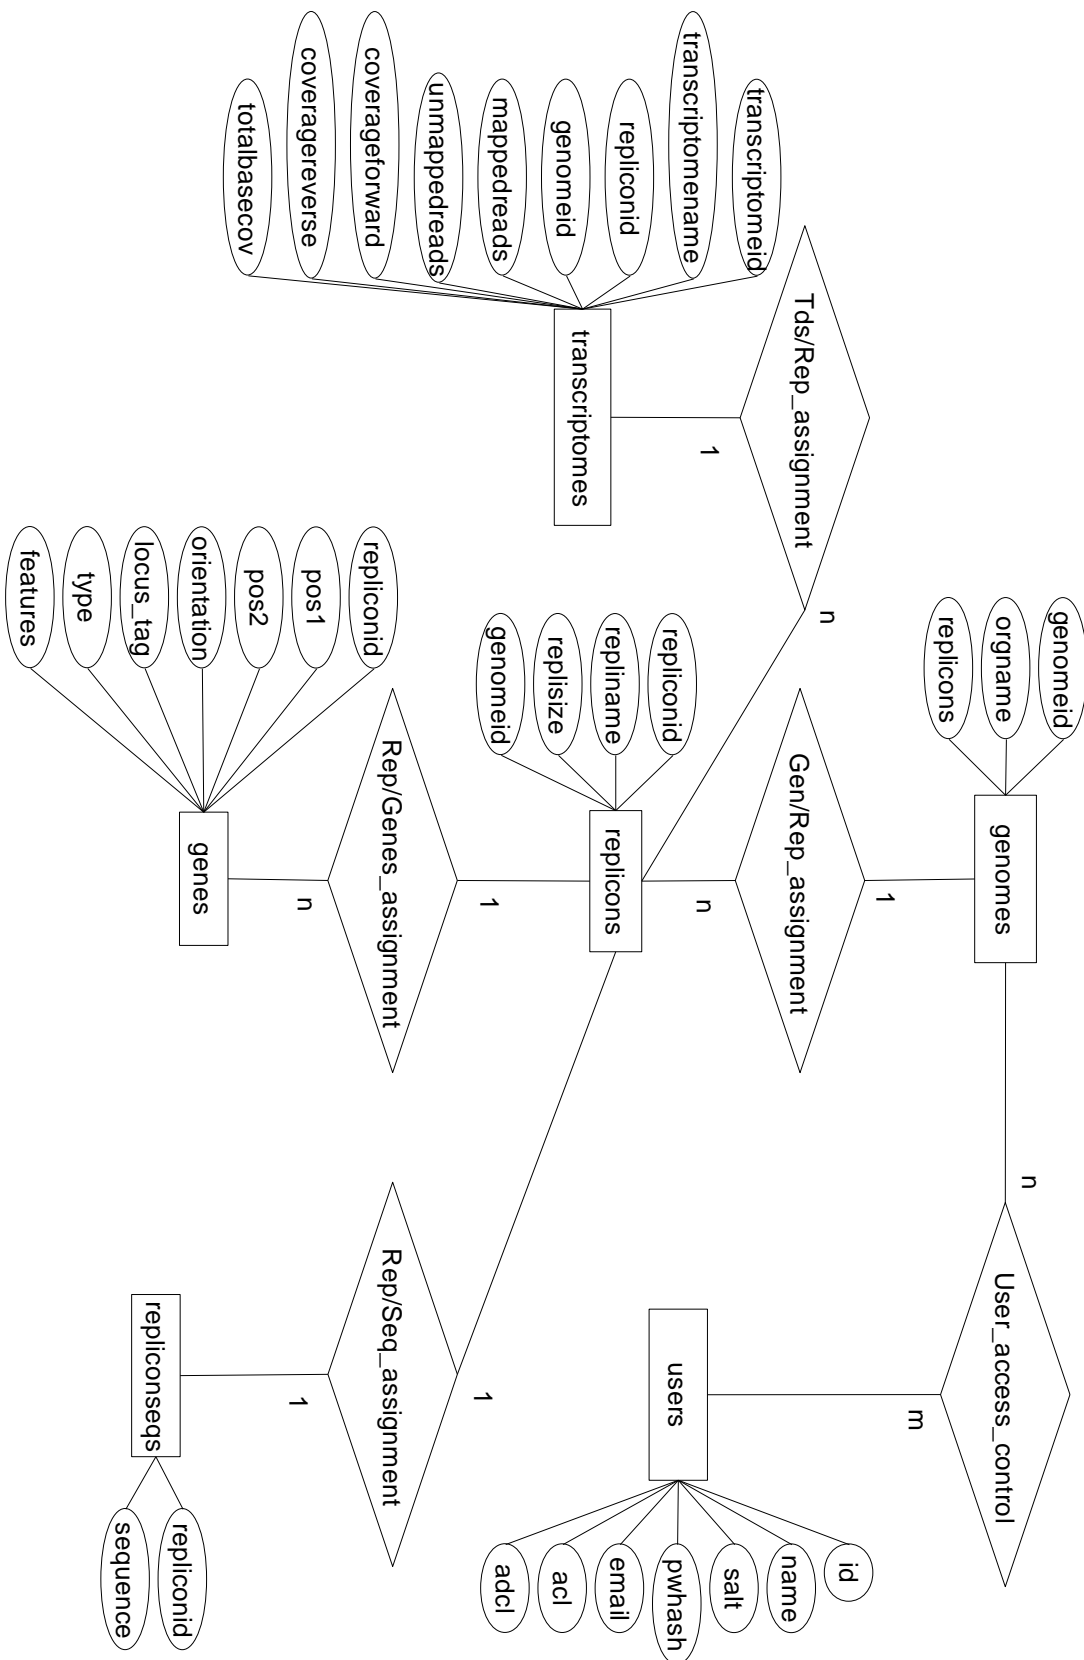 genomeid
orgname
replicons
genomes
n
User_access_control
m
users
id
name
salt
pwhash
email
acl
adcl
1
Gen/Rep_assignment
n
transcriptomeid
transcriptomename
repliconid
genomeid
mappedreads
unmappedreads
coverageforward
coveragereverse
totalbasecov
transcriptomes
1
Tds/Rep_assignment
n
repliconid
repliname
replisize
genomeid
replicons
1
Rep/Genes_assignment
n
repliconid
pos1
pos2
orientation
locus_tag
type
features
genes
1
Rep/Seq_assignment
1
repliconseqs
repliconid
sequence